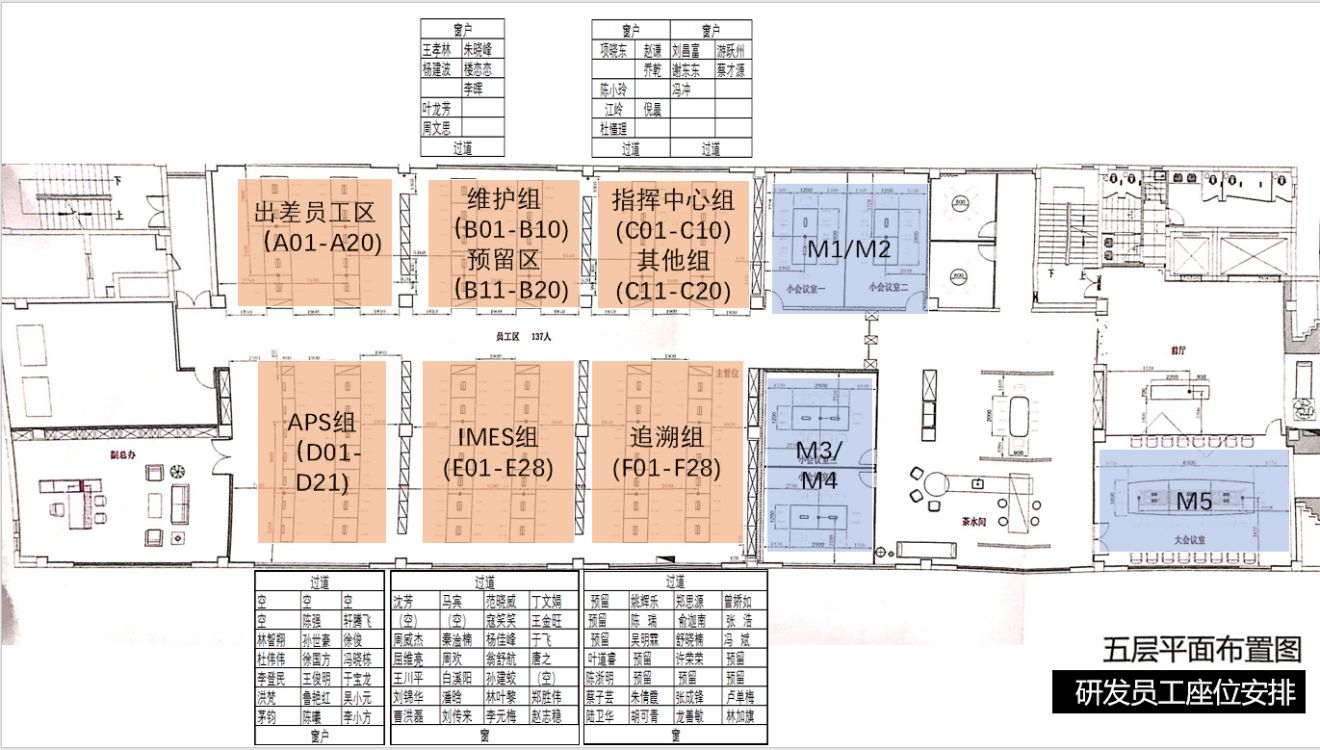 窗户
王孝林 朱晓峰
杨建波 楼恋恋
李晖
叶龙芳
周文思
过道
窗户 窗户
项晓东 赵谦 刘昌富 游跃州
乔乾 谢东东 蔡才源
陈小玲 冯冲
江岭 倪晨
杜懂理
过道 过道
下
上
出差员工区
(A01-A20)
维护组
(B01-B10)
预留区
(B11-B20)
指挥中心组
(C01-C10)
其他组
(C11-C20)
M1/M2
小会议室一
小会议室二
600
600
下
上
员工区 137人
前厅
主管位
APS组
(D01-
D21)
IMES组
(E01-E28)
追溯组
(F01-F28)
M3/
M4
副总办
茶水间
M5
大会议室
过道
空 空 空
空 陈强 轩腾飞
林智翔 孙世豪 徐俊
杜伟伟 徐国方 冯晓栋
李登民 王俊明 于宝龙
洪梵 鲁艳红 吴小元
茅钧 陈曦 李小方
窗户
过道
沈芳 马宾 范晓威 丁文娟
(空) (空) 寇笑笑 王金旺
周威杰 秦淦楠 杨佳峰 于飞
屈维亮 周欢 翁舒航 唐之
王川平 白溪阳 孙建蛟 (空)
刘锦华 潘晗 林叶黎 郑胜伟
曹洪磊 刘传来 李元梅 赵志稳
窗
过道
预留 姚辉乐 郑思源 曾娇如
预留 陈瑞 俞迦南 张浩
预留 吴明霖 舒晓楠 冯斌
叶道睿 预留 许荣荣 预留
陈浙明 预留 预留 预留
蔡子芸 朱倩霞 张成锋 卢单梅
陆卫华 胡可青 龙善敏 林加旗
窗
五层平面布置图
研发员工座位安排